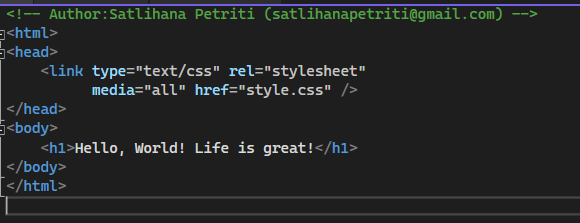 <!-- Author:Satlihana Petriti (satlihanapetriti@gmail.com) -->
<html>
<head>
    <link type="text/css" rel="stylesheet"
          media="all" href="style.css" />
</head>
<body>
    <h1>Hello, World! Life is great!</h1>
</body>
</html>